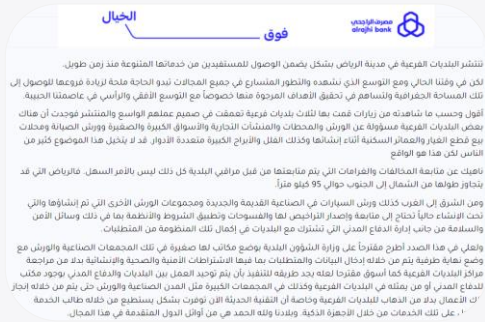 مصرف الراجحي
alrajhi bank
الخيال
فوق
تنتشر البلديات الفرعية في مدينة الرياض بشكل يضمن الوصول للمستفيدين من خدماتها المتنوعة منذ زمن طويل.
لكن في وقتنا الحالي ومع التوسع الذي نشهده والتطور المتسارع في جميع المجالات تبدو الحاجة ملحة لزيادة فروعها للوصول إلى
تلك المساحة الجغرافية ولتساهم في تحقيق الأهداف المرجوة منها خصوصاً مع التوسع الأفقي والرأسي في عاصمتنا الحبيبة.
أقول وحسب ما شاهدته من زيارات قمت بها لثلاث بلديات فرعية تعمقت في صميم عملهم الواسع والمنتشر فوجدت أن هناك
بعض البلديات الفرعية مسؤولة عن الورش والمحطات والمنشآت التجارية والأسواق الكبيرة والصغيرة وورش الصيانة ومحلات
بيع قطع الغيار والعمائر السكنية أثناء إنشائها وكذلك الفلل والأبراج الكبيرة متعددة الأدوار. قد لا يتخيل هذا الموضوع كثير من
الناس لكن هذا هو الواقع
ناهيك عن متابعة المخالفات والغرامات التي يتم متابعتها من قبل مراقبي البلدية كل ذلك ليس بالأمر السهل. فالرياض التي قد
يتجاوز طولها من الشمال إلى الجنوب حوالي 95 كيلو متراً.
ومن الشرق إلى الغرب كذلك ورش السيارات في الصناعية القديمة والجديدة ومجموعات الورش الأخرى التي تم إنشاؤها والتي
تحت الإنشاء حالياً تحتاج إلى متابعة وإصدار التراخيص لها والفسوحات وتطبيق الشروط والأنظمة بما في ذلك وسائل الأمن
والسلامة من جانب إدارة الدفاع المدني التي تشترك مع البلديات في إكمال تلك المنظومة من المتطلبات.
ولعلي في هذا الصدد أطرح مقترحاً على وزارة الشؤون البلدية بوضع مكاتب لها صغيرة في تلك المجمعات الصناعية والورش مع
وضع نهاية طرفية يتم من خلاله إدخال البيانات والمتطلبات بما فيها الاشتراطات الأمنية والصحية والإنشائية بدلا من مراجعة
مراكز البلديات الفرعية كما أسوق مقترحا لعله يجد طريقه للتنفيذ بأن يتم توحيد العمل بين البلديات والدفاع المدني بوجود مكتب
للدفاع المدني أو من يمثله في البلديات الفرعية وكذلك في المجمعات الكبيرة مثل المدن الصناعية والورش حتى يتم من خلاله إنجاز
الأعمال بدلا من الذهاب للبلديات الفرعية وخاصة أن التقنية الحديثة الآن توفرت بشكل يستطيع من خلاله طالب الخدمة
على تلك الخدمات من خلال الأجهزة الذكية. وبلادنا ولله الحمد هي من أوائل الدول المتقدمة في هذا المجال.